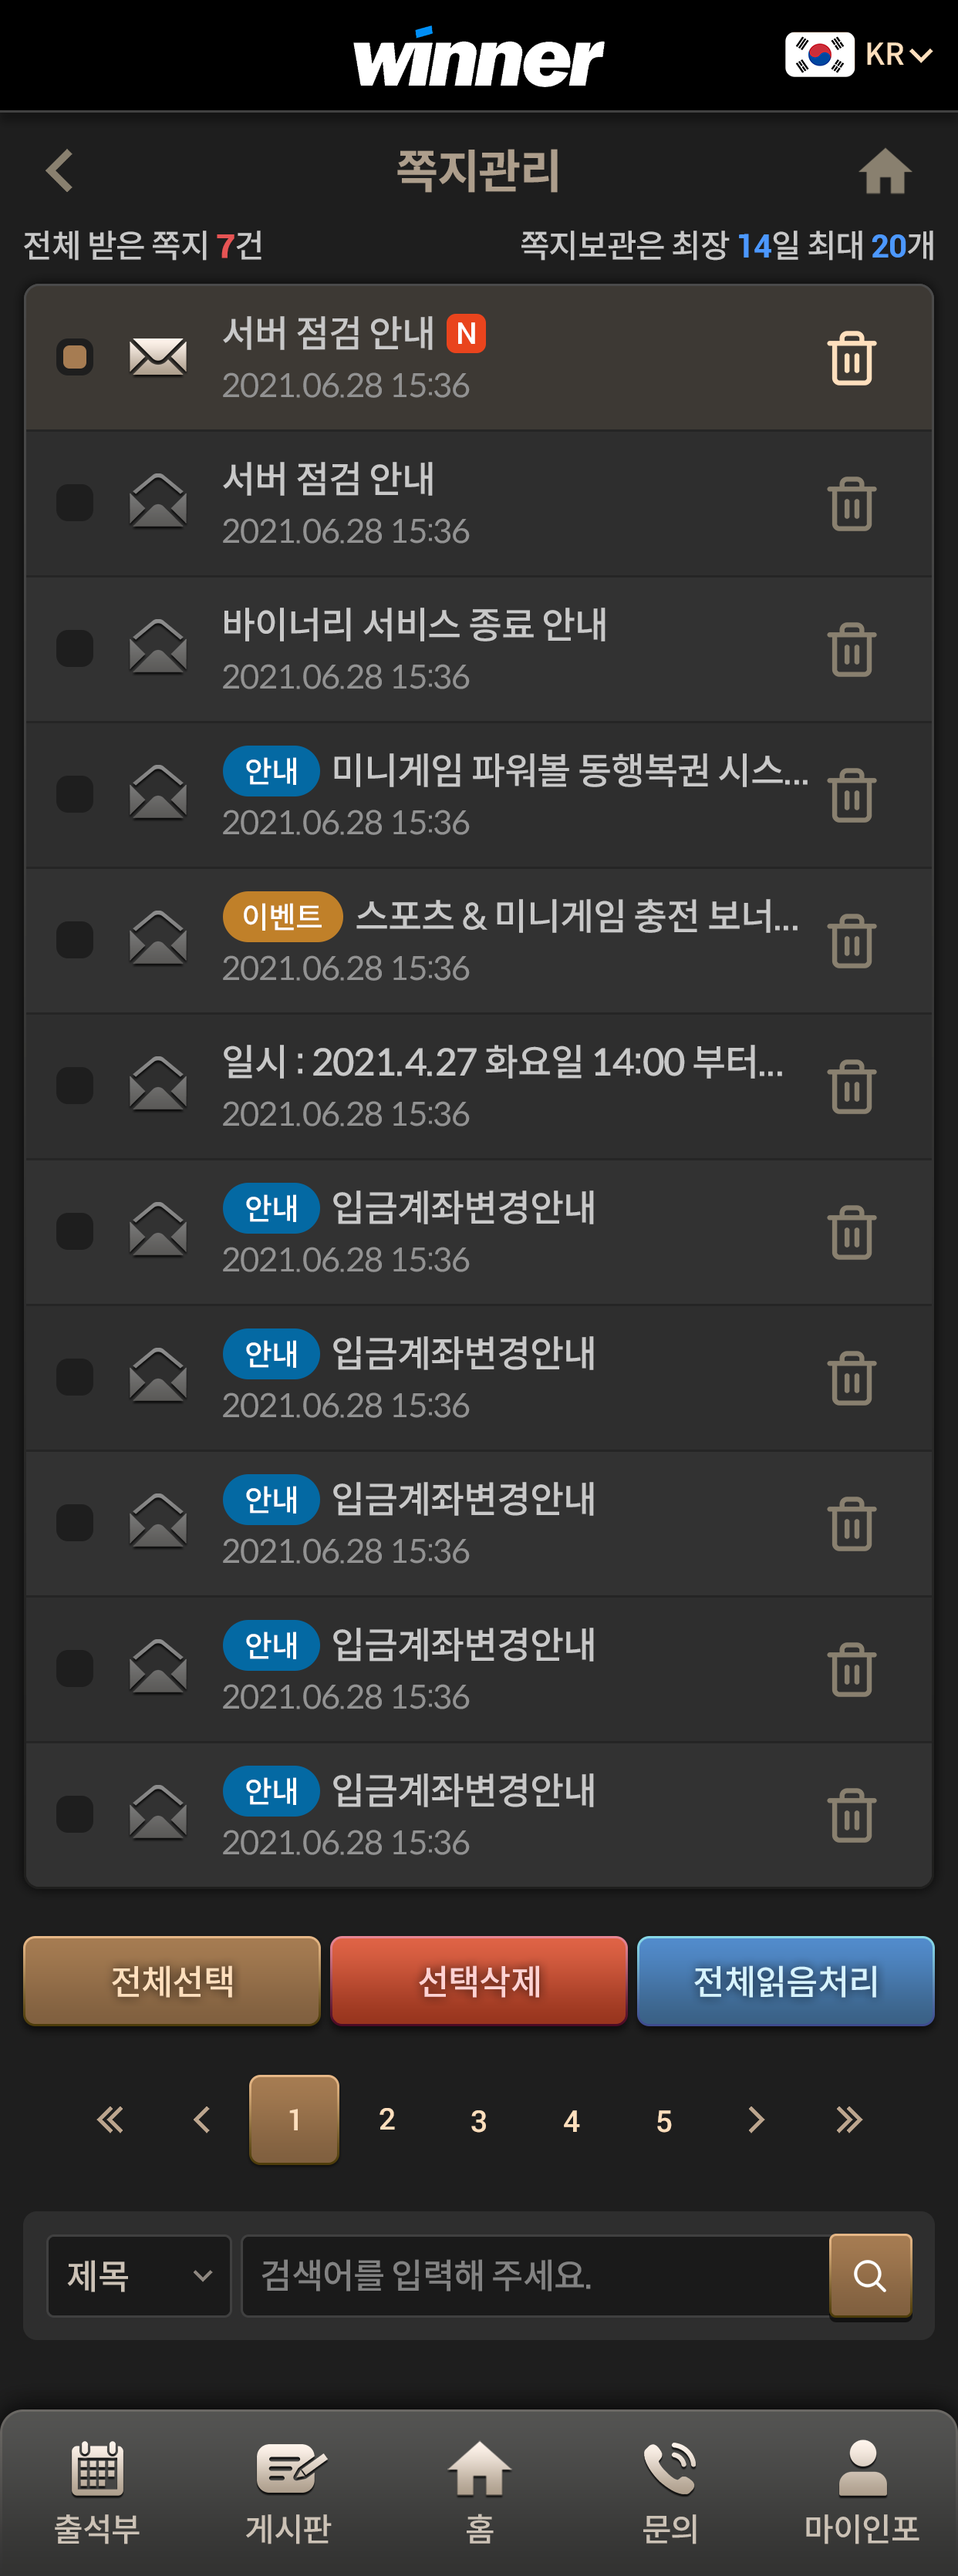 winner
KR
쪽지관리
전체 받은 쪽지 7건
쪽지보관은 최장 14일 최대 20개
서버 점검 안내 N
2021.06.28 15:36
서버 점검 안내
2021.06.28 15:36
바이너리 서비스 종료 안내
2021.06.28 15:36
안내 미니게임 파워볼 동행복권 시스...
2021.06.28 15:36
이벤트 스포츠 & 미니게임 충전 보너...
2021.06.28 15:36
일시 : 2021.4.27 화요일 14:00 부터...
2021.06.28 15:36
안내 입금계좌변경안내
2021.06.28 15:36
안내 입금계좌변경안내
2021.06.28 15:36
안내 입금계좌변경안내
2021.06.28 15:36
안내 입금계좌변경안내
2021.06.28 15:36
안내 입금계좌변경안내
2021.06.28 15:36
전체선택 선택삭제 전체읽음처리
1 2 3 4 5
제목 검색어를 입력해 주세요.
출석부 게시판 홈 문의 마이인포